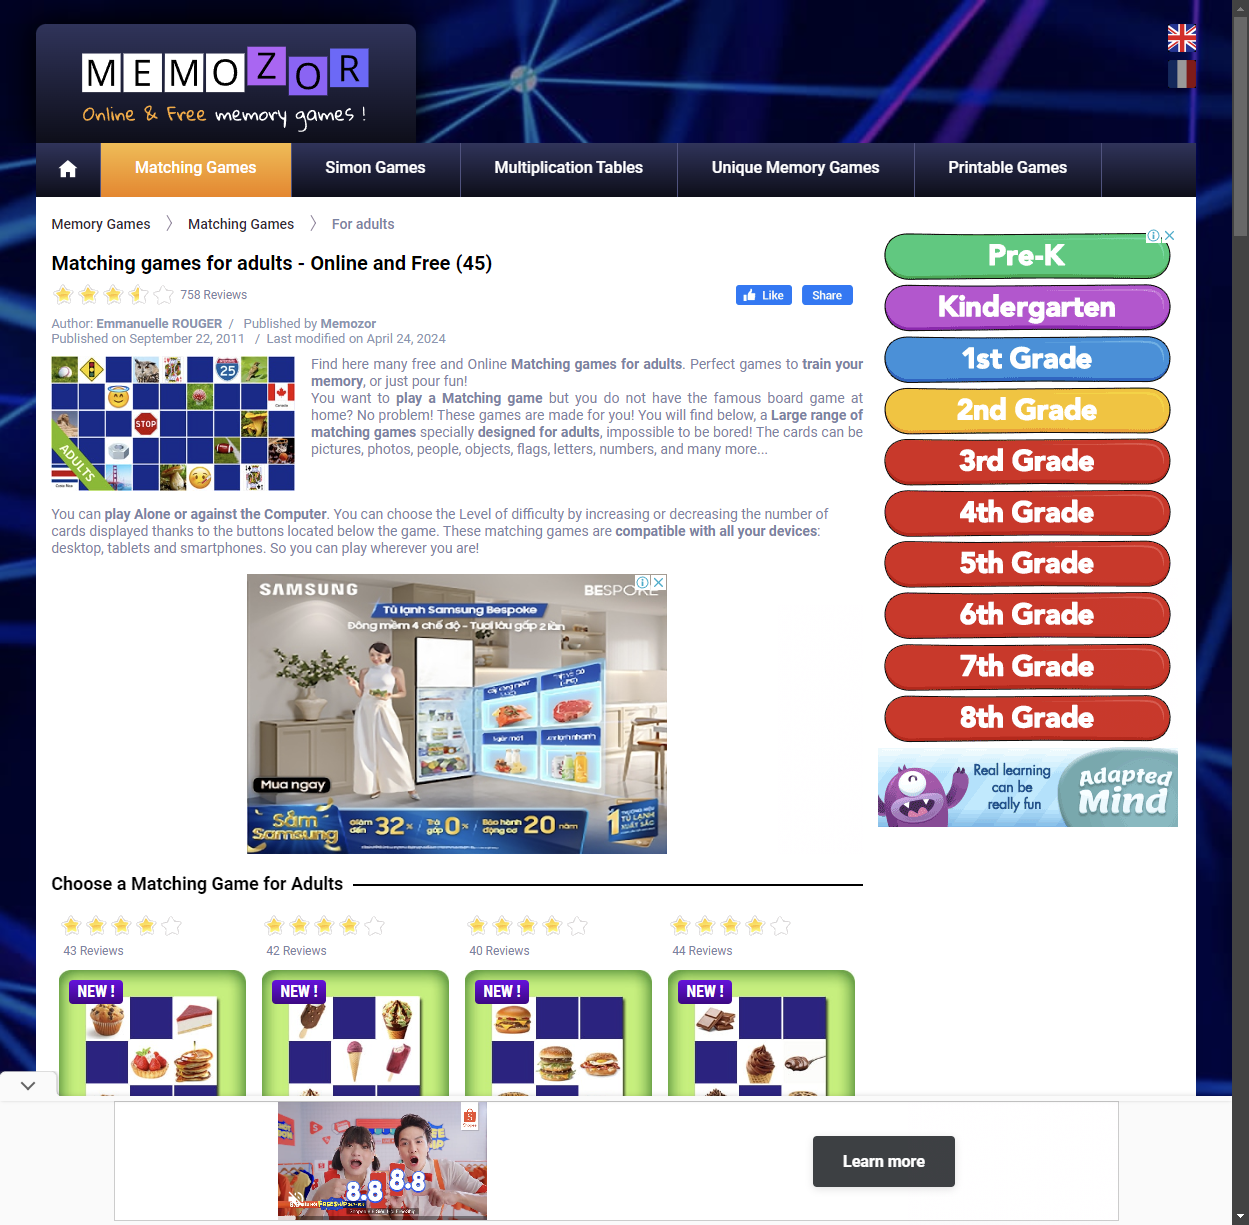 MEMOZOR
Online & Free memory games !
Matching Games
Simon Games
Multiplication Tables
Unique Memory Games
Printable Games
Memory Games
Matching Games
For adults
Matching games for adults - Online and Free (45)
758 Reviews
Like
Share
Author: Emmanuelle ROUGER / Published by Memozor
Published on September 22, 2011 / Last modified on April 24, 2024
25
STOP
ADULTS
Find here many free and Online Matching games for adults. Perfect games to train your
memory, or just pour fun!
You want to play a Matching game but you do not have the famous board game at
home? No problem! These games are made for you! You will find below, a Large range of
matching games specially designed for adults, impossible to be bored! The cards can be
pictures, photos, people, objects, flags, letters, numbers, and many more...
You can play Alone or against the Computer. You can choose the Level of difficulty by increasing or decreasing the number of
cards displayed thanks to the buttons located below the game. These matching games are compatible with all your devices:
desktop, tablets and smartphones. So you can play wherever you are!
SAMSUNG
BESPOKE
Tủ lạnh Samsung Bespoke
Đông mềm 4 chế độ - Tươi lâu gấp 2 lần
Mua ngay
Sắm
Samsung
Giảm đến 32%
Trả góp 0%
Bảo hành động cơ 20 năm
1 THƯƠNG HIỆU
TỦ LẠNH
XUẤT SẮC
Pre-K
Kindergarten
1st Grade
2nd Grade
3rd Grade
4th Grade
5th Grade
6th Grade
7th Grade
8th Grade
Real learning
can be
really fun
Adapted
Mind
Choose a Matching Game for Adults
43 Reviews
42 Reviews
40 Reviews
44 Reviews
NEW !
NEW !
NEW !
NEW !
8.8 8.8
Learn more